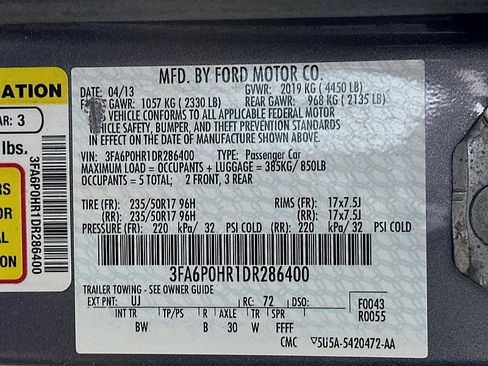 MFD. BY FORD MOTOR CO.
DATE: 04/13 GVWR: 2019 KG ( 4450 LB)
GAWR: 1057 KG ( 2330 LB) REAR GAWR: 968 KG ( 2135 LB)
VEHICLE CONFORMS TO ALL APPLICABLE FEDERAL MOTOR
VEHICLE SAFETY, BUMPER, AND THEFT PREVENTION STANDARDS
IN EFFECT ON THE DATE OF MANUFACTURE SHOWN ABOVE.
VIN: 3FA6P0HR1DR286400 TYPE: Passenger Car
MAXIMUM LOAD = OCCUPANTS + LUGGAGE = 385KG/ 850LB
OCCUPANTS = 5 TOTAL; 2 FRONT, 3 REAR
TIRE (FR): 235/50R17 96H RIMS (FR): 17x7.5J
(RR): 235/50R17 96H (RR): 17x7.5J
PRESSURE (FR): 220 kPa/ 32 PSI COLD (RR): 220 kPa/ 32 PSI COLD
3FA6P0HR1DR286400
TRAILER TOWING - SEE OWNER GUIDE
EXT PNT: UJ RC: 72 DSO: F0043
R0055
INT TR TP/PS R AXLE TR SPR
BW B 30 W FFFF
CMC ▽5U5A-5420472-AA
ATION
AR: 3
lbs.
RS
AL
ION
3FA6P0HR1DR286400